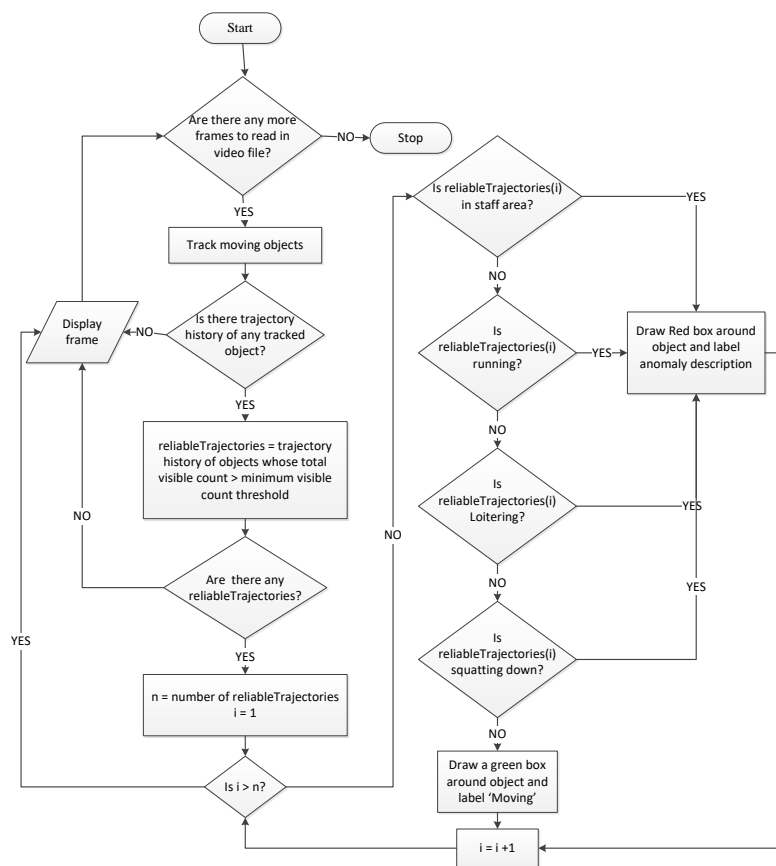 Start
Are there any more
frames to read in
video file?
NO
Stop
YES
Track moving objects
Is there trajectory
history of any tracked
object?
NO
Display
frame
YES
reliableTrajectories = trajectory
history of objects whose total
visible count > minimum visible
count threshold
NO
Are there any
reliableTrajectories?
YES
YES
n = number of reliableTrajectories
i = 1
Is i > n?
NO
Is reliableTrajectories(i)
in staff area?
YES
NO
Is
reliableTrajectories(i)
running?
YES
Draw Red box around
object and label
anomaly description
NO
Is
reliableTrajectories(i)
Loitering?
YES
NO
Is
reliableTrajectories(i)
squatting down?
YES
NO
Draw a green box
around object and
label ‘Moving’
i = i +1